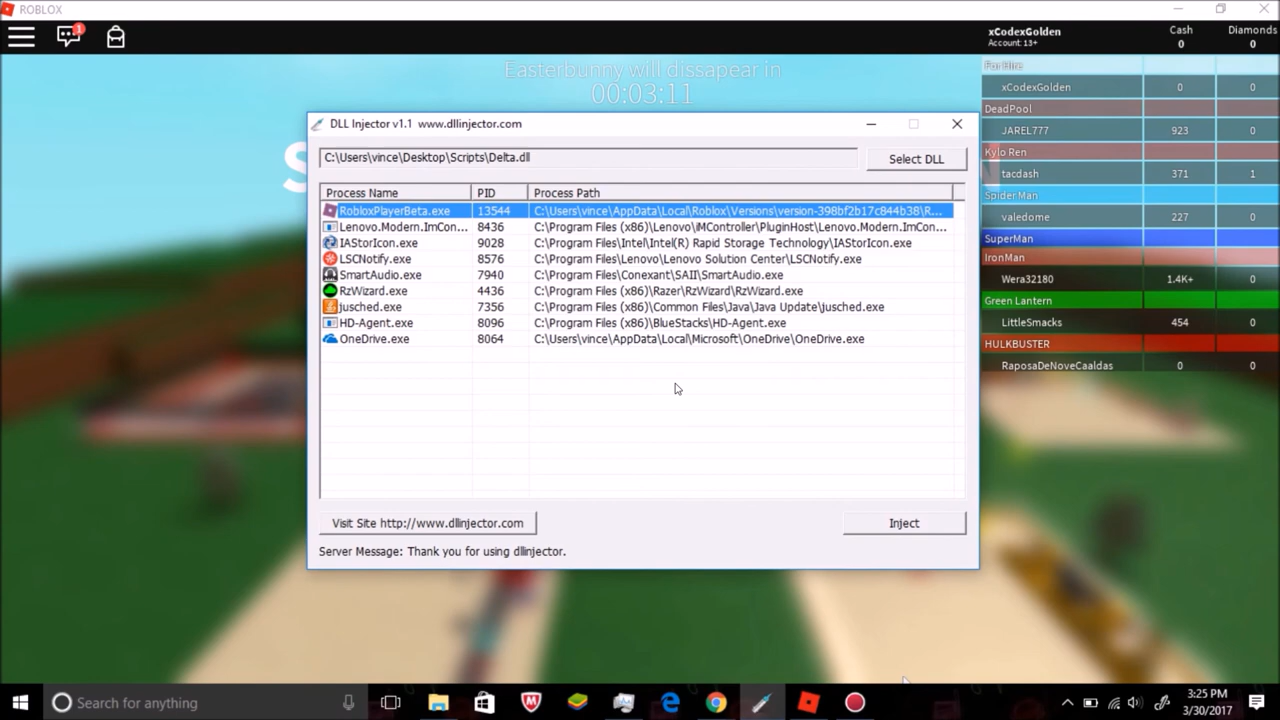 ROBLOX
1
xCodexGolden
Account: 13+
Cash
0
Diamonds
0
Easterbunny will dissapear in
00:03:11
For Hire
xCodexGolden 0 0
DeadPool
JAREL777 923 0
Kylo Ren
tacdash 371 1
Spider Man
valedome 227 0
SuperMan
IronMan
Wera32180 1.4K+ 0
Green Lantern
LittleSmacks 454 0
HULKBUSTER
RaposaDeNoveCaaldas 0 0
S
DLL Injector v1.1 www.dllinjector.com
C:\Users\vince\Desktop\Scripts\Delta.dll
Select DLL
Process Name PID Process Path
RobloxPlayerBeta.exe 13544 C:\Users\vince\AppData\Local\Roblox\Versions\version-398bf2b17c844b38\R...
Lenovo.Modern.ImCon... 8436 C:\Program Files (x86)\Lenovo\iMController\PluginHost\Lenovo.Modern.ImCon...
IAStorIcon.exe 9028 C:\Program Files\Intel\Intel(R) Rapid Storage Technology\IAStorIcon.exe
LSCNotify.exe 8576 C:\Program Files\Lenovo\Lenovo Solution Center\LSCNotify.exe
SmartAudio.exe 7940 C:\Program Files\Conexant\SAII\SmartAudio.exe
RzWizard.exe 4436 C:\Program Files (x86)\Razer\RzWizard\RzWizard.exe
jusched.exe 7356 C:\Program Files (x86)\Common Files\Java\Java Update\jusched.exe
HD-Agent.exe 8096 C:\Program Files (x86)\BlueStacks\HD-Agent.exe
OneDrive.exe 8064 C:\Users\vince\AppData\Local\Microsoft\OneDrive\OneDrive.exe
Visit Site http://www.dllinjector.com
Inject
Server Message: Thank you for using dllinjector.
Search for anything
3:25 PM
3/30/2017